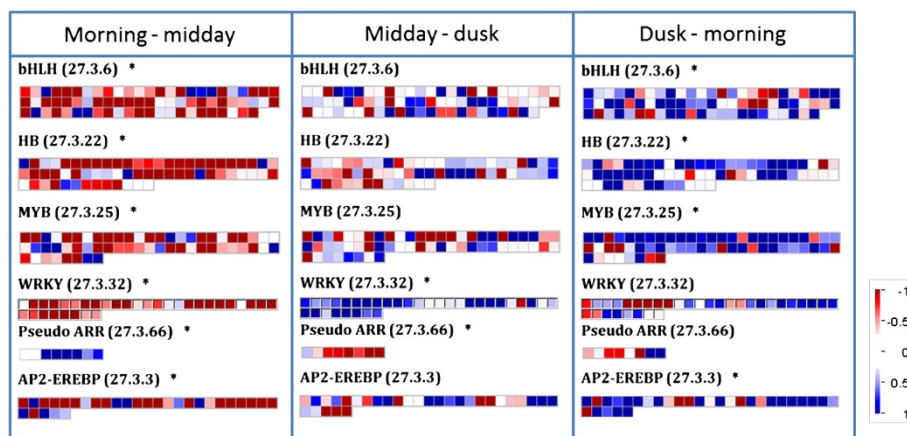 Morning - midday
Midday - dusk
Dusk - morning
bHLH (27.3.6) *
HB (27.3.22) *
MYB (27.3.25) *
WRKY (27.3.32) *
Pseudo ARR (27.3.66) *
AP2-EREBP (27.3.3) *
bHLH (27.3.6)
HB (27.3.22)
MYB (27.3.25)
WRKY (27.3.32) *
Pseudo ARR (27.3.66) *
AP2-EREBP (27.3.3)
bHLH (27.3.6) *
HB (27.3.22) *
MYB (27.3.25) *
WRKY (27.3.32)
Pseudo ARR (27.3.66)
AP2-EREBP (27.3.3) *
-1
-0.5
0
0.5
1